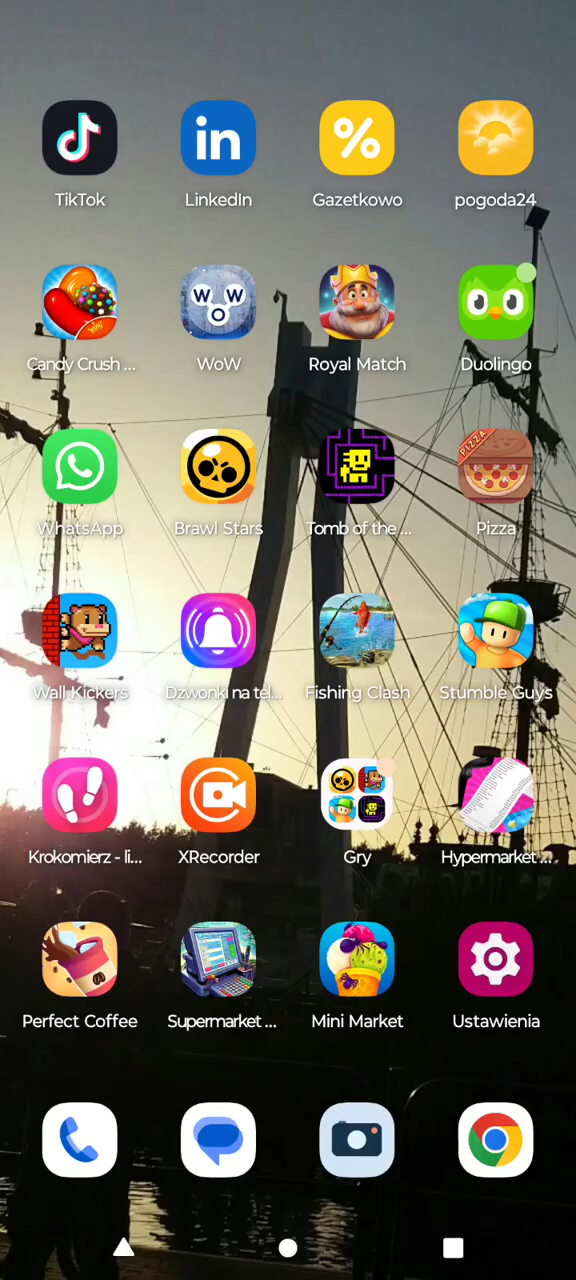 TikTok
LinkedIn
Gazetkowo
pogoda24
Candy Crush ...
WoW
Royal Match
Duolingo
WhatsApp
Brawl Stars
Tomb of the ...
PIZZA
Pizza
Wall Kickers
Dzwonki na tel...
Fishing Clash
Stumble Guys
Krokomierz - li...
XRecorder
Gry
Hypermarket ...
Perfect Coffee
Supermarket ...
Mini Market
Ustawienia